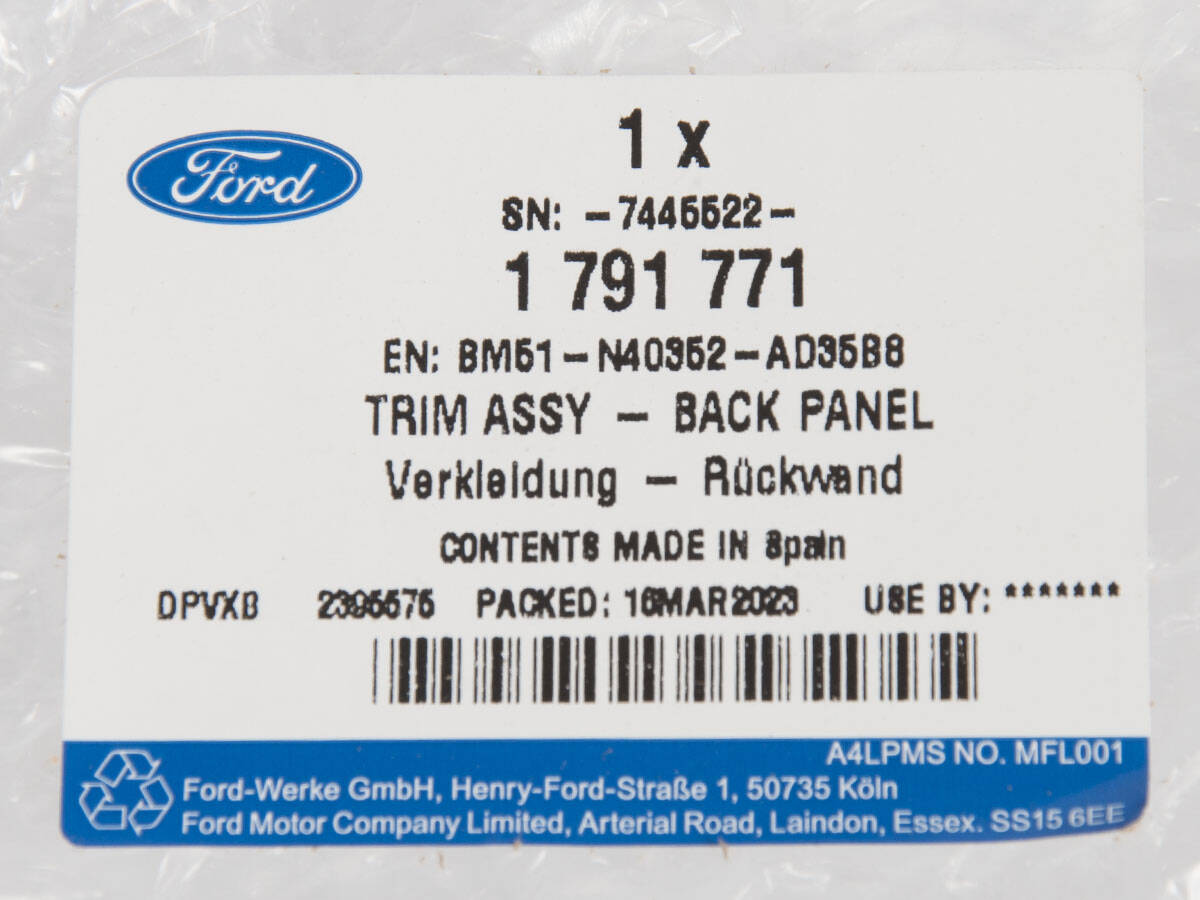 Ford
1 x
SN: -7445522-
1 791 771
EN: BM51-N40352-AD35B8
TRIM ASSY - BACK PANEL
Verkleidung - Rückwand
CONTENTS MADE IN Spain
DPVXB 2395575 PACKED: 16MAR2023 USE BY: *******
A4LPMS NO. MFL001
Ford-Werke GmbH, Henry-Ford-Straße 1, 50735 Köln
Ford Motor Company Limited, Arterial Road, Laindon, Essex. SS15 6EE